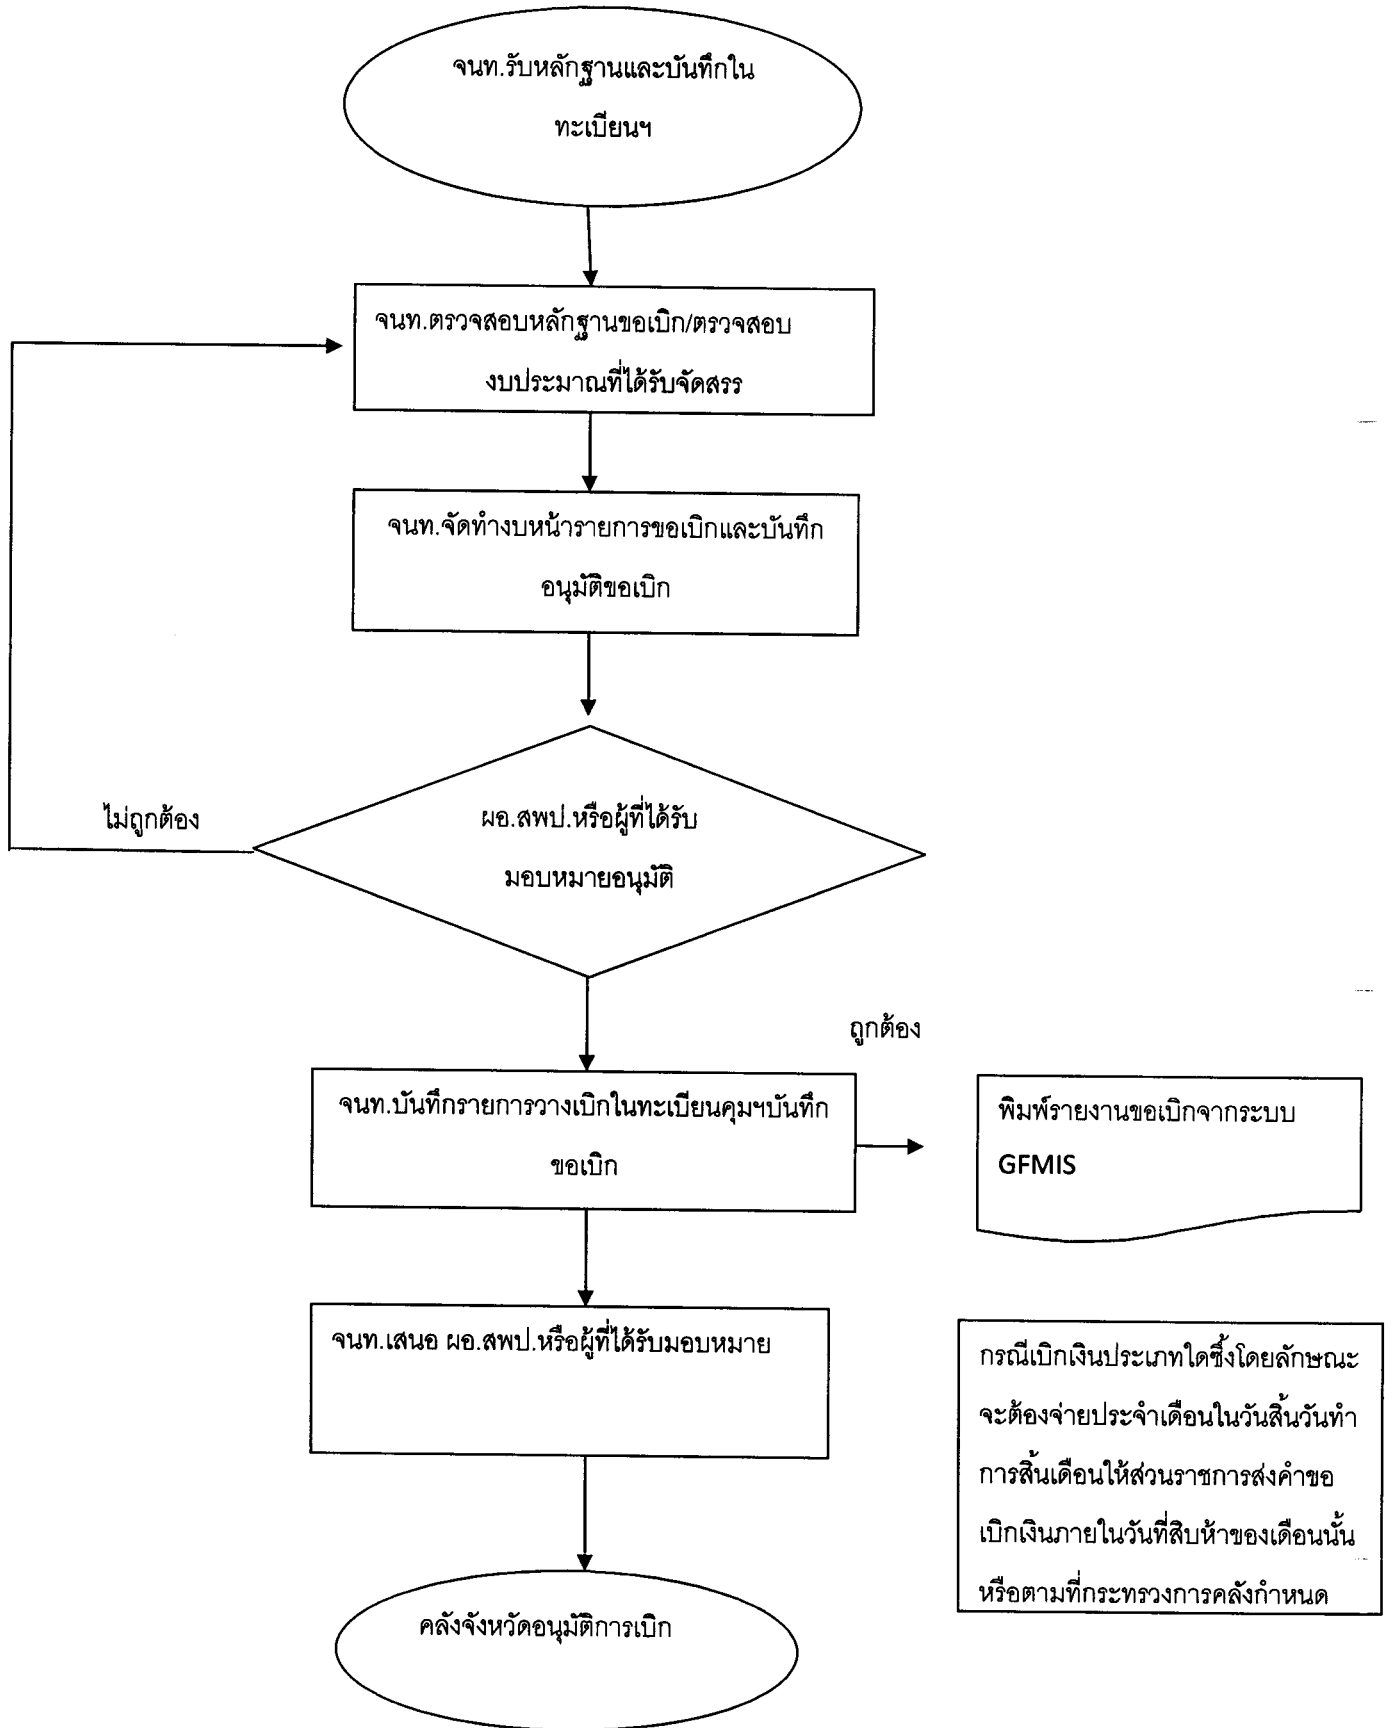 จนท.รับหลักฐานและบันทึกใน
ทะเบียนฯ
จนท.ตรวจสอบหลักฐานขอเบิก/ตรวจสอบ
งบประมาณที่ได้รับจัดสรร
จนท.จัดทำงบหน้ารายการขอเบิกและบันทึก
อนุมัติขอเบิก
ไม่ถูกต้อง
ผอ.สพป.หรือผู้ที่ได้รับ
มอบหมายอนุมัติ
ถูกต้อง
จนท.บันทึกรายการวางเบิกในทะเบียนคุมฯบันทึก
ขอเบิก
พิมพ์รายงานขอเบิกจากระบบ
GFMIS
จนท.เสนอ ผอ.สพป.หรือผู้ที่ได้รับมอบหมาย
กรณีเบิกเงินประเภทใดซึ้งโดยลักษณะ
จะต้องจ่ายประจำเดือนในวันสิ้นวันทำ
การสิ้นเดือนให้ส่วนราชการส่งคำขอ
เบิกเงินภายในวันที่สิบห้าของเดือนนั้น
หรือตามที่กระทรวงการคลังกำหนด
คลังจังหวัดอนุมัติการเบิก